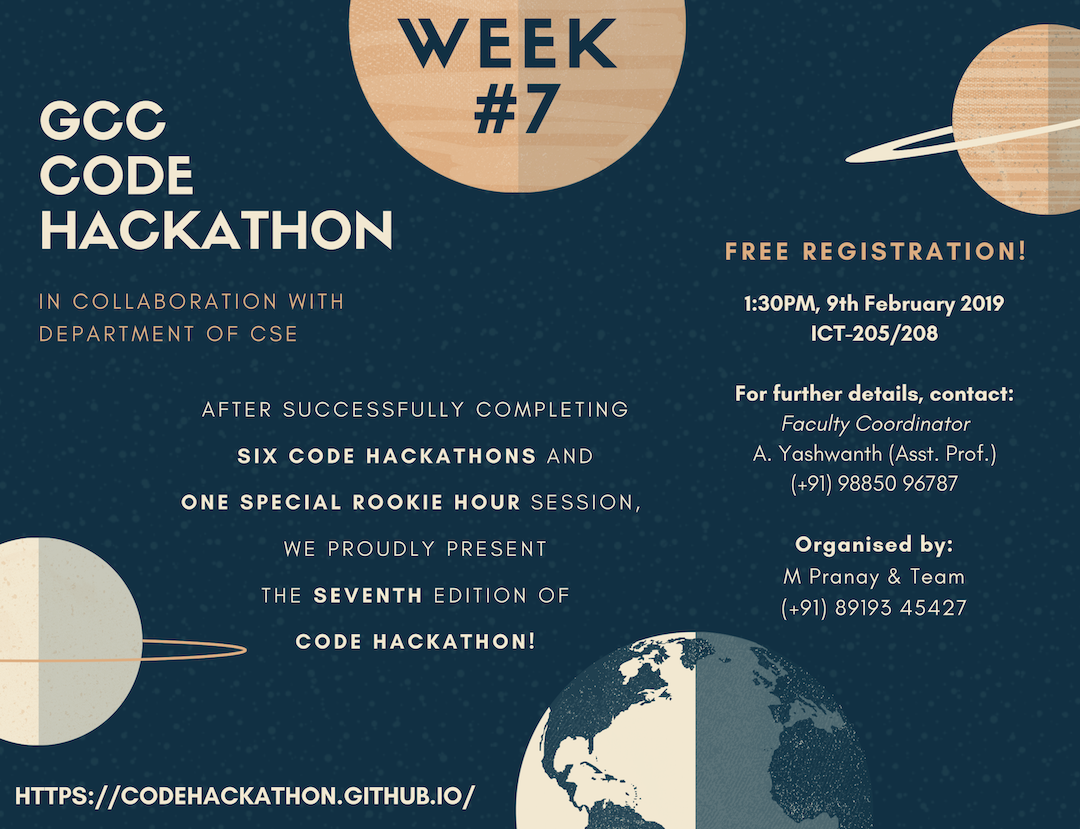 WEEK
#7
GCC
CODE
HACKATHON
IN COLLABORATION WITH
DEPARTMENT OF CSE
FREE REGISTRATION!
1:30PM, 9th February 2019
ICT-205/208
For further details, contact:
Faculty Coordinator
A. Yashwanth (Asst. Prof.)
(+91) 98850 96787
Organised by:
M Pranay & Team
(+91) 89193 45427
AFTER SUCCESSFULLY COMPLETING
SIX CODE HACKATHONS AND
ONE SPECIAL ROOKIE HOUR SESSION,
WE PROUDLY PRESENT
THE SEVENTH EDITION OF
CODE HACKATHON!
HTTPS://CODEHACKATHON.GITHUB.IO/